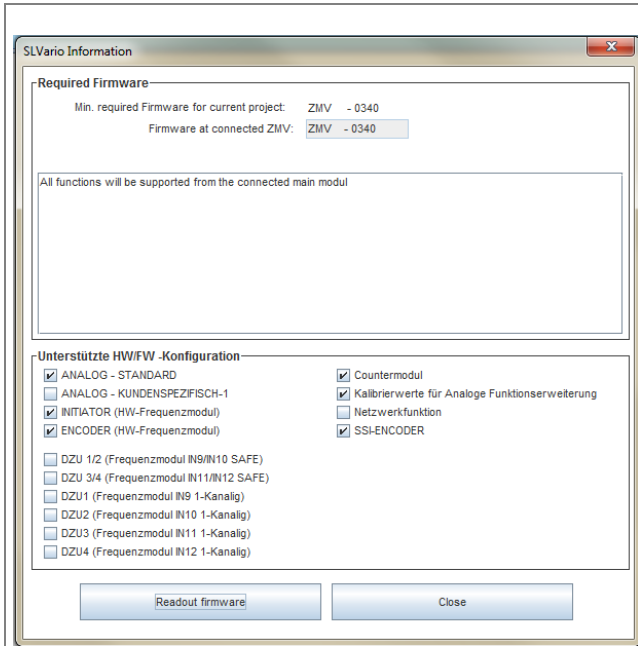 SLVario Information
Required Firmware
Min. required Firmware for current project: ZMV - 0340
Firmware at connected ZMV: ZMV - 0340
All functions will be supported from the connected main modul
Unterstützte HW/FW -Konfiguration
ANALOG - STANDARD
ANALOG - KUNDENSPEZIFISCH-1
INITIATOR (HW-Frequenzmodul)
ENCODER (HW-Frequenzmodul)
Countermodul
Kalibrierwerte für Analoge Funktionserweiterung
Netzwerkfunktion
SSI-ENCODER
DZU 1/2 (Frequenzmodul IN9/IN10 SAFE)
DZU 3/4 (Frequenzmodul IN11/IN12 SAFE)
DZU1 (Frequenzmodul IN9 1-Kanalig)
DZU2 (Frequenzmodul IN10 1-Kanalig)
DZU3 (Frequenzmodul IN11 1-Kanalig)
DZU4 (Frequenzmodul IN12 1-Kanalig)
Readout firmware
Close